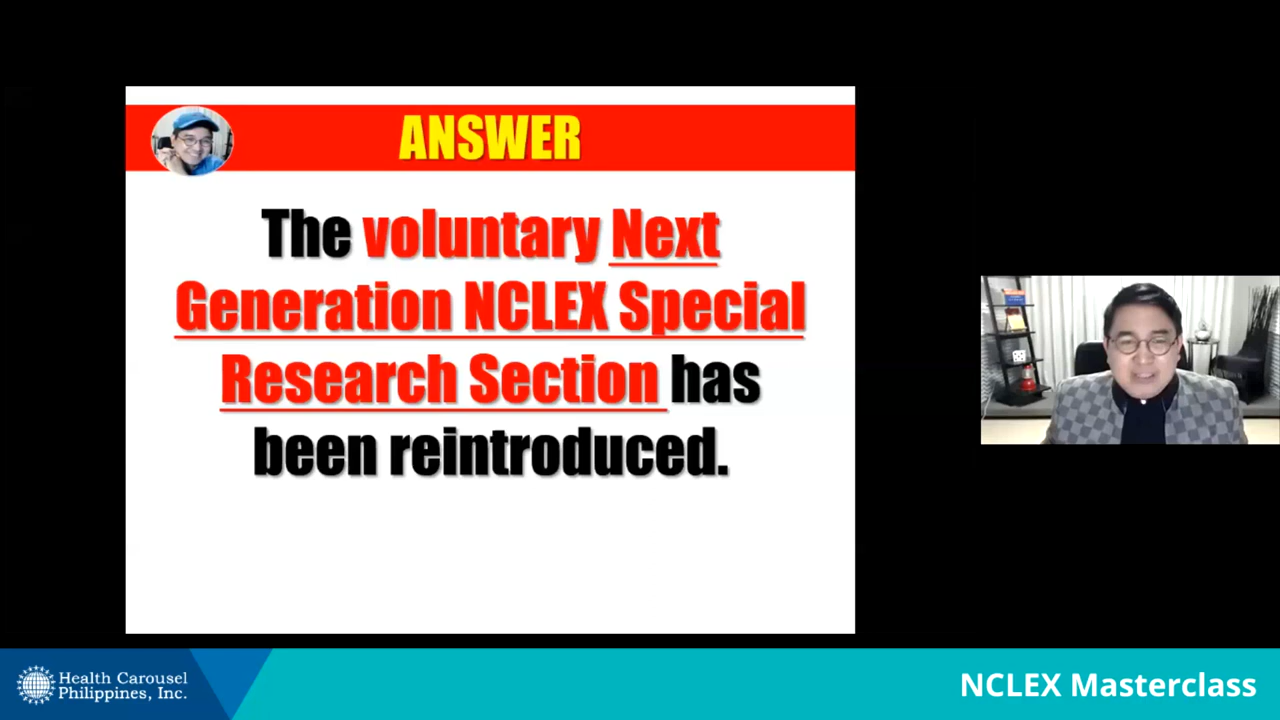 ANSWER
The voluntary Next
Generation NCLEX Special
Research Section has
been reintroduced.
Health Carousel
Philippines, Inc.
NCLEX Masterclass